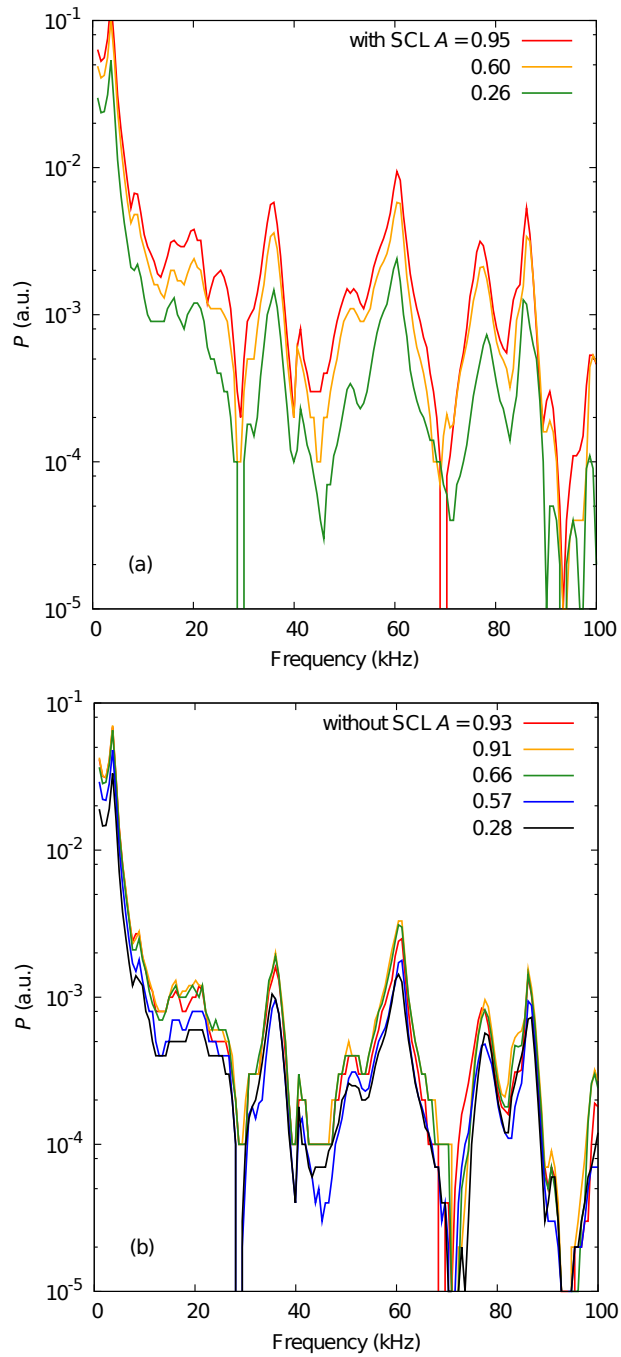 10^-1
with SCL A = 0.95
0.60
0.26
10^-2
P (a.u.)
10^-3
10^-4
(a)
10^-5
0 20 40 60 80 100
Frequency (kHz)
10^-1
without SCL A = 0.93
0.91
0.66
0.57
0.28
10^-2
P (a.u.)
10^-3
10^-4
(b)
10^-5
0 20 40 60 80 100
Frequency (kHz)